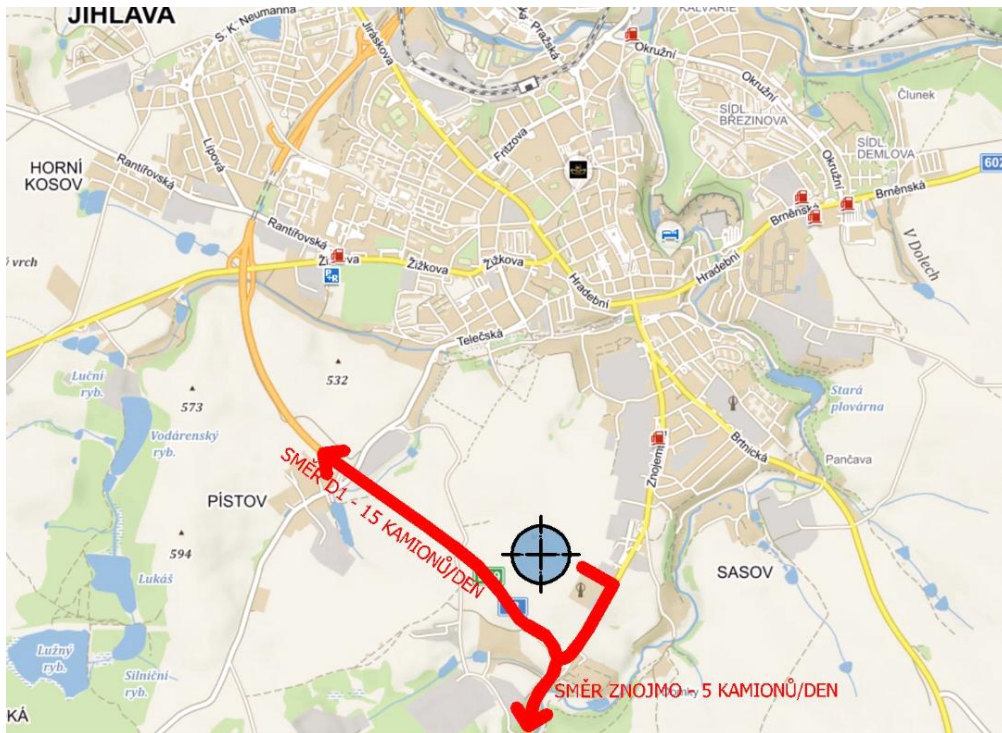 JIHLAVA
S. K. Neumanna
Jiráskova
Pražská
KALVÁRIE
Okružní
Okružní
Člunek
SÍDL.
BŘEZINOVA
SÍDL.
DEMLOVA
Okružní
602
Fritzova
Lípová
HORNÍ
KOSOV
Rantířovská
Rantířovská
Brněnská
Brněnská
V Dolech
ý vrch
Žižkova
P+R
Žižkova
Žižkova
Hradební
Hradební
Telečská
Luční
ryb.
532
573
Stará
plovárna
Vodárenský
ryb.
Znojemská
Brtnická
Pančava
SMĚR D1 - 15 KAMIONŮ/DEN
PÍSTOV
594
SASOV
Lukáš
Lužný
ryb.
Silniční
ryb.
SMĚR ZNOJMO - 5 KAMIONŮ/DEN
KÁ